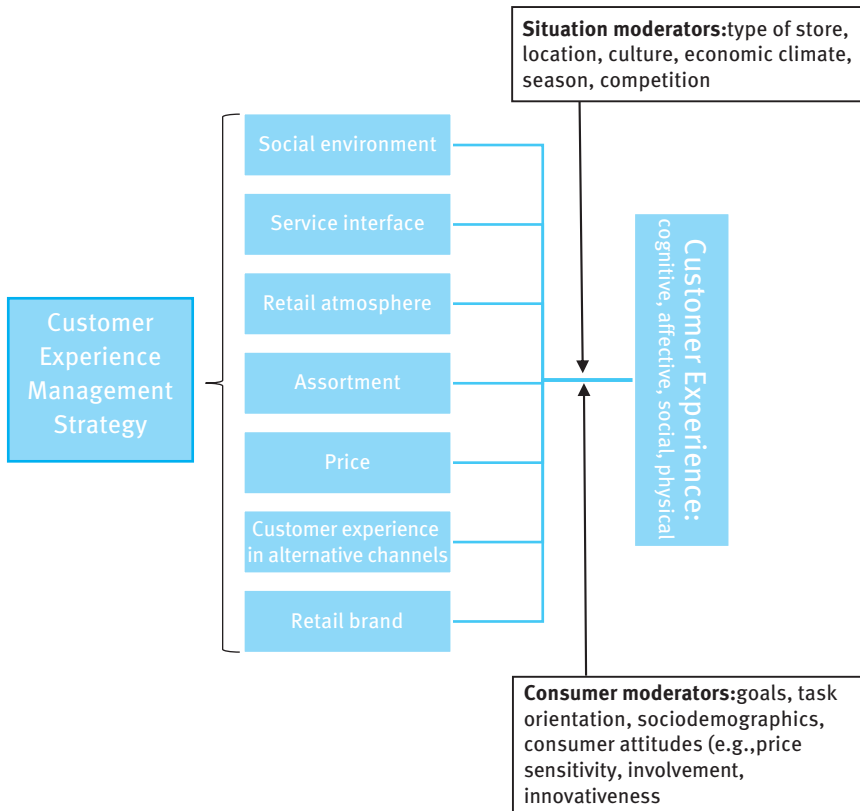 Situation moderators:type of store,
location, culture, economic climate,
season, competition
Social environment
Service interface
Retail atmosphere
Customer
Experience
Management
Strategy
Assortment
Price
Customer experience
in alternative channels
Retail brand
Customer Experience:
cognitive, affective, social, physical
Consumer moderators:goals, task
orientation, sociodemographics,
consumer attitudes (e.g.,price
sensitivity, involvement,
innovativeness